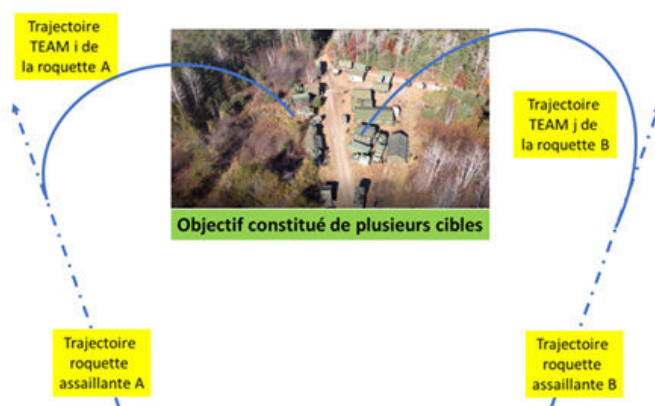 Trajectoire
TEAM i de
la roquette A
Trajectoire
TEAM j de
la roquette B
Objectif constitué de plusieurs cibles
Trajectoire
roquette
assaillante A
Trajectoire
roquette
assaillante B